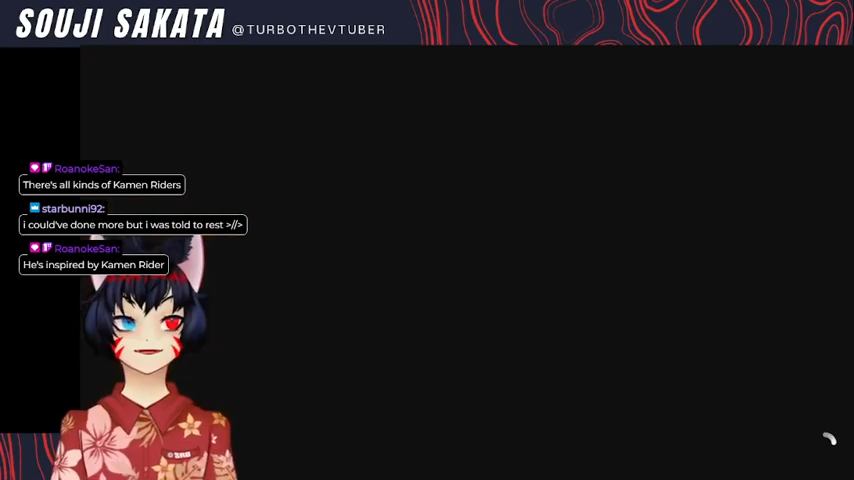 SOUJI SAKATA @TURBOTHEVTUBER
RoanokeSan:
There's all kinds of Kamen Riders
starbunni92:
i could've done more but i was told to rest >//>
RoanokeSan:
He's inspired by Kamen Rider